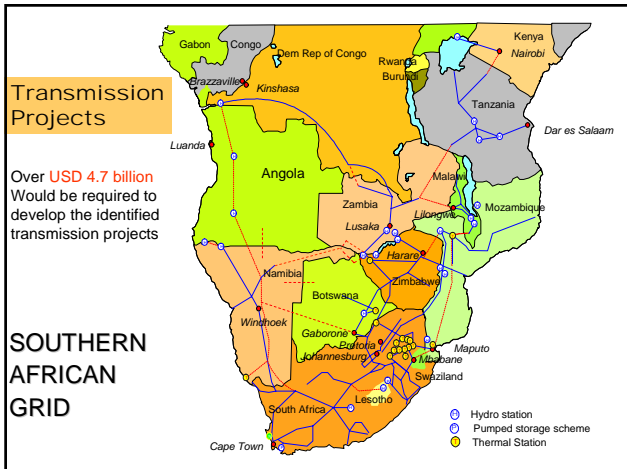 Gabon
Congo
Dem Rep of Congo
Kenya
Nairobi
Rwanda
Burundi
Brazzaville
Kinshasa
Transmission
Projects
Tanzania
Dar es Salaam
Luanda
Over USD 4.7 billion
Would be required to
develop the identified
transmission projects
Angola
Malawi
Zambia
Lusaka
Lilongwe
Mozambique
Harare
Namibia
Zimbabwe
Botswana
Windhoek
Gaborone
Pretoria
Johannesburg
Maputo
Mbabane
Swaziland
SOUTHERN
AFRICAN
GRID
Lesotho
South Africa
Cape Town
H Hydro station
P Pumped storage scheme
T Thermal Station